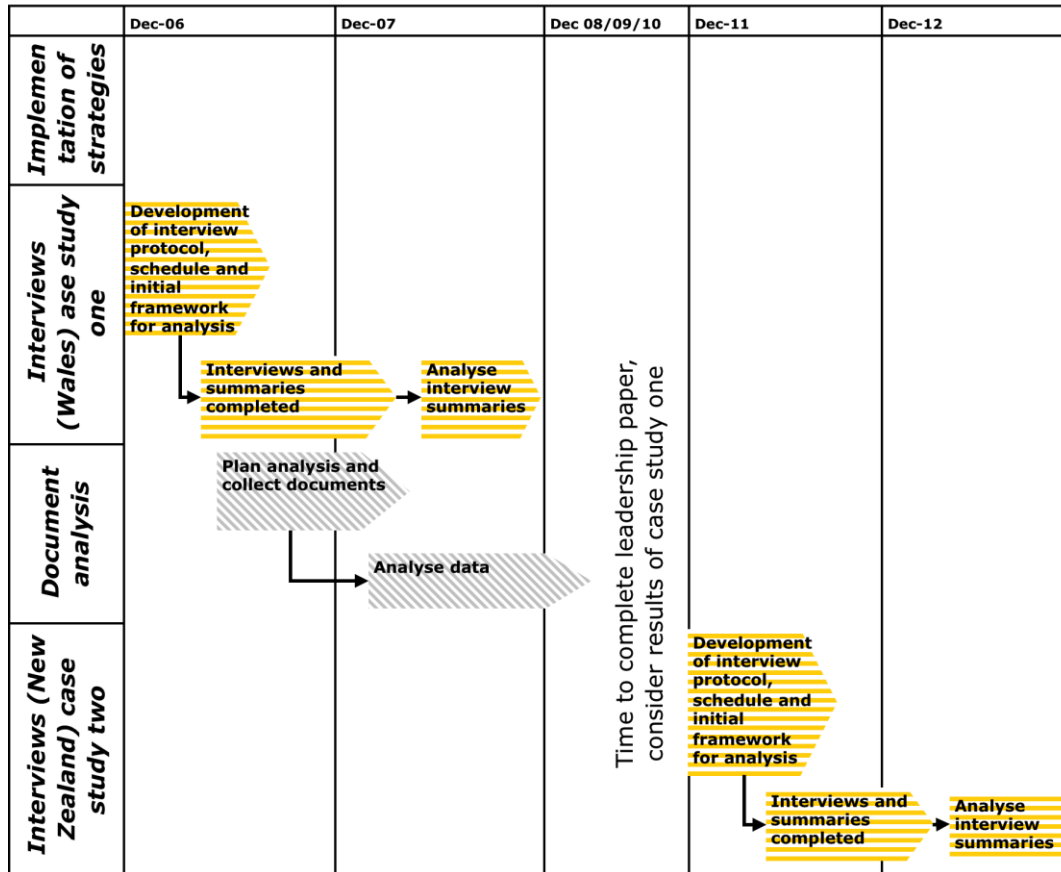 Dec-06
Dec-07
Dec 08/09/10
Dec-11
Dec-12
Implemen
tation of
strategies
Interviews
(Wales) ase study
one
Development
of interview
protocol,
schedule and
initial
framework
for analysis
Interviews and
summaries
completed
Analyse
interview
summaries
Document
analysis
Plan analysis and
collect documents
Analyse data
Time to complete leadership paper,
consider results of case study one
Interviews (New
Zealand) case
study two
Development
of interview
protocol,
schedule and
initial
framework
for analysis
Interviews and
summaries
completed
Analyse
interview
summaries